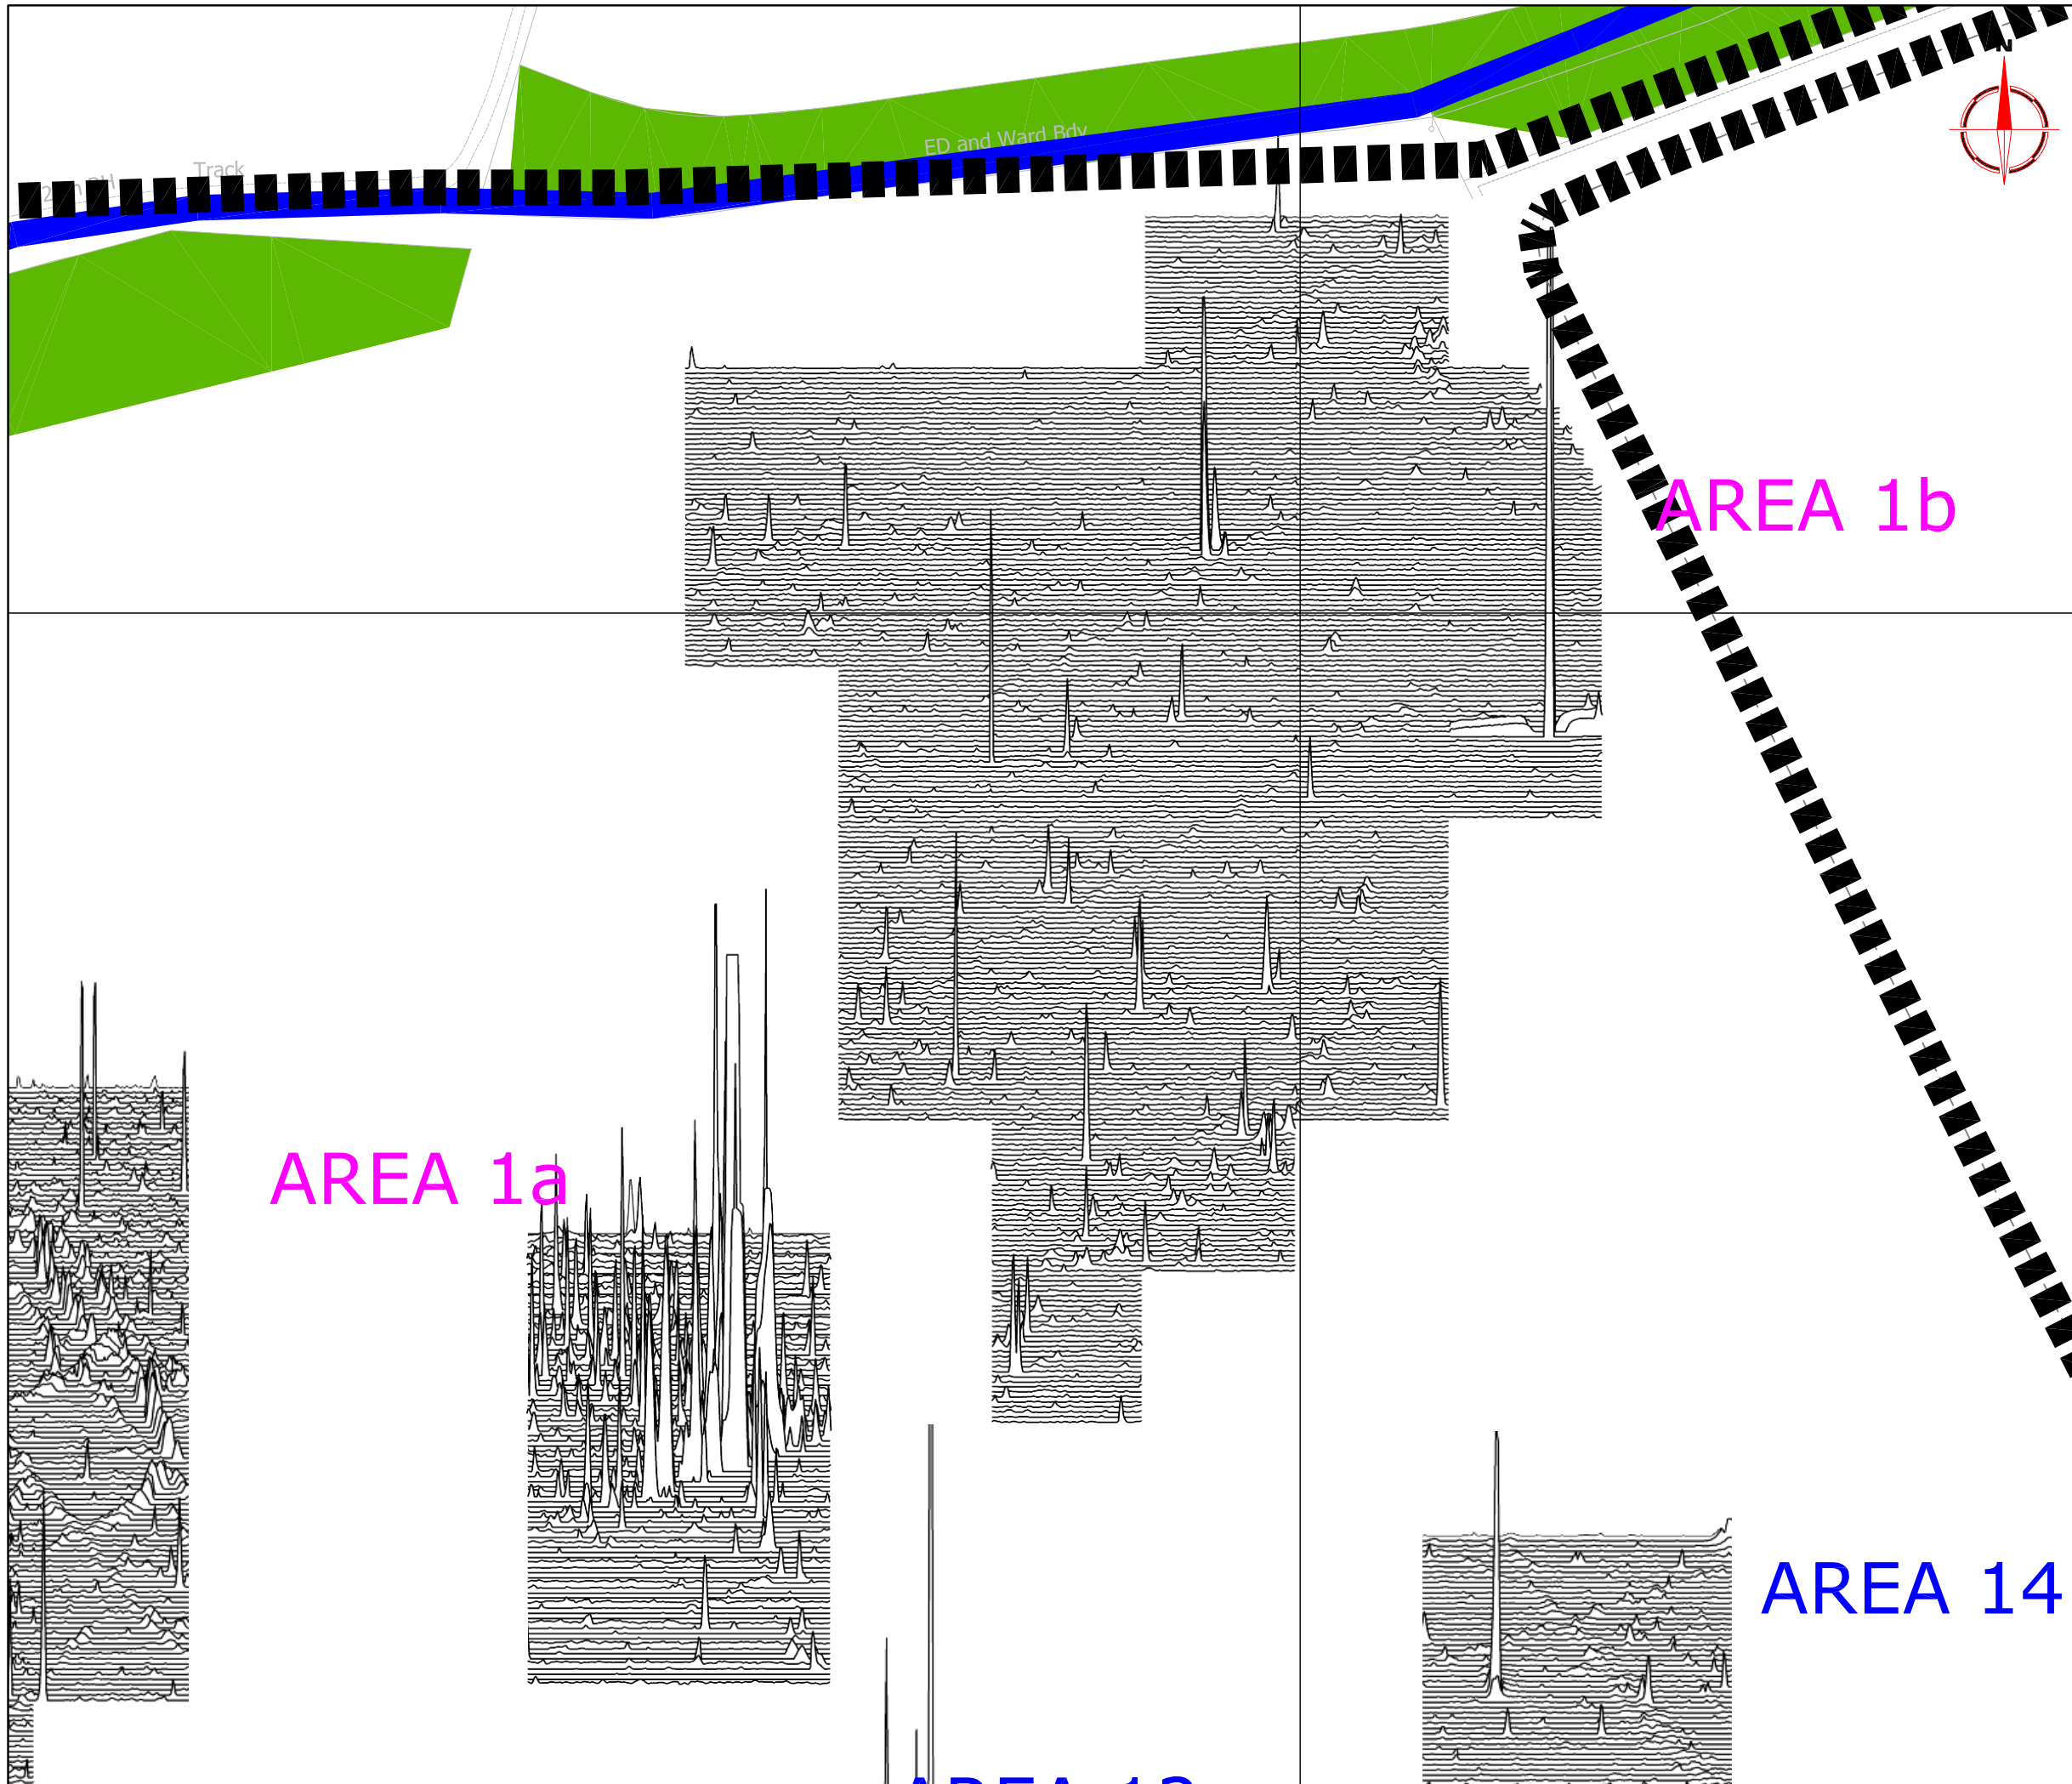 N
ED and Ward Bdy
Track
AREA 1b
AREA 1a
AREA 14